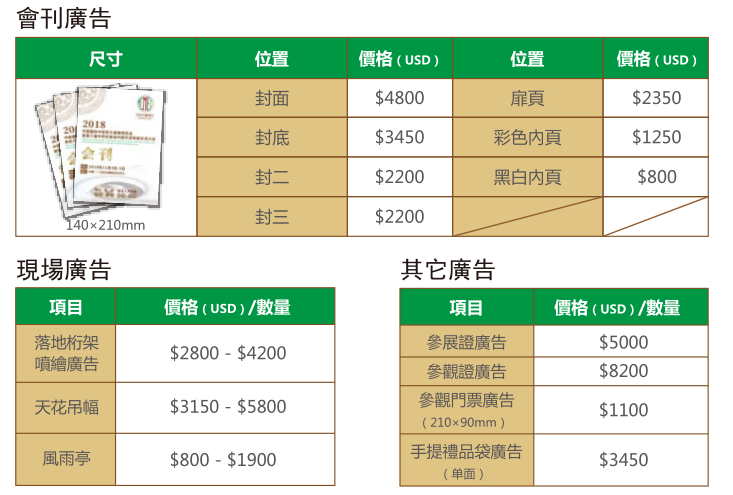 會刊廣告
尺寸 位置 價格（USD） 位置 價格（USD）
封面 $4800 扉頁 $2350
封底 $3450 彩色內頁 $1250
封二 $2200 黑白內頁 $800
封三 $2200
2018
会刊
140×210mm
現場廣告
項目 價格（USD）/數量
落地桁架
噴繪廣告 $2800 - $4200
天花吊幅 $3150 - $5800
風雨亭 $800 - $1900
其它廣告
項目 價格（USD）/數量
參展證廣告 $5000
參觀證廣告 $8200
參觀門票廣告
（210×90mm） $1100
手提禮品袋廣告
（单面） $3450